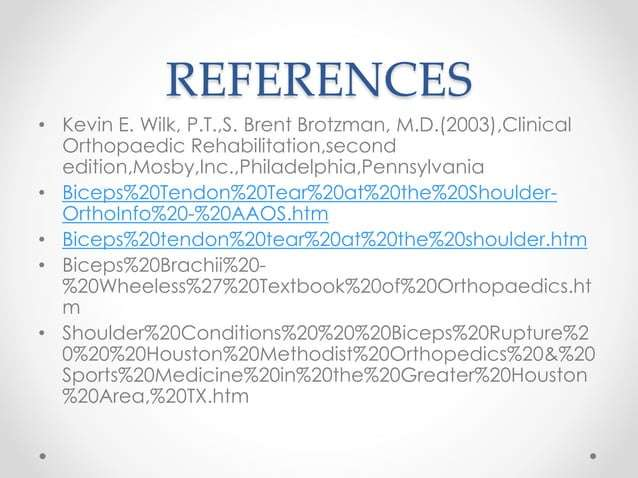 REFERENCES
• Kevin E. Wilk, P.T.,S. Brent Brotzman, M.D.(2003),Clinical
Orthopaedic Rehabilitation,second
edition,Mosby,Inc.,Philadelphia,Pennsylvania
• Biceps%20Tendon%20Tear%20at%20the%20Shoulder-
OrthoInfo%20-%20AAOS.htm
• Biceps%20tendon%20tear%20at%20the%20shoulder.htm
• Biceps%20Brachii%20-
%20Wheeless%27%20Textbook%20of%20Orthopaedics.ht
m
• Shoulder%20Conditions%20%20%20Biceps%20Rupture%2
0%20%20Houston%20Methodist%20Orthopedics%20&%20
Sports%20Medicine%20in%20the%20Greater%20Houston
%20Area,%20TX.htm